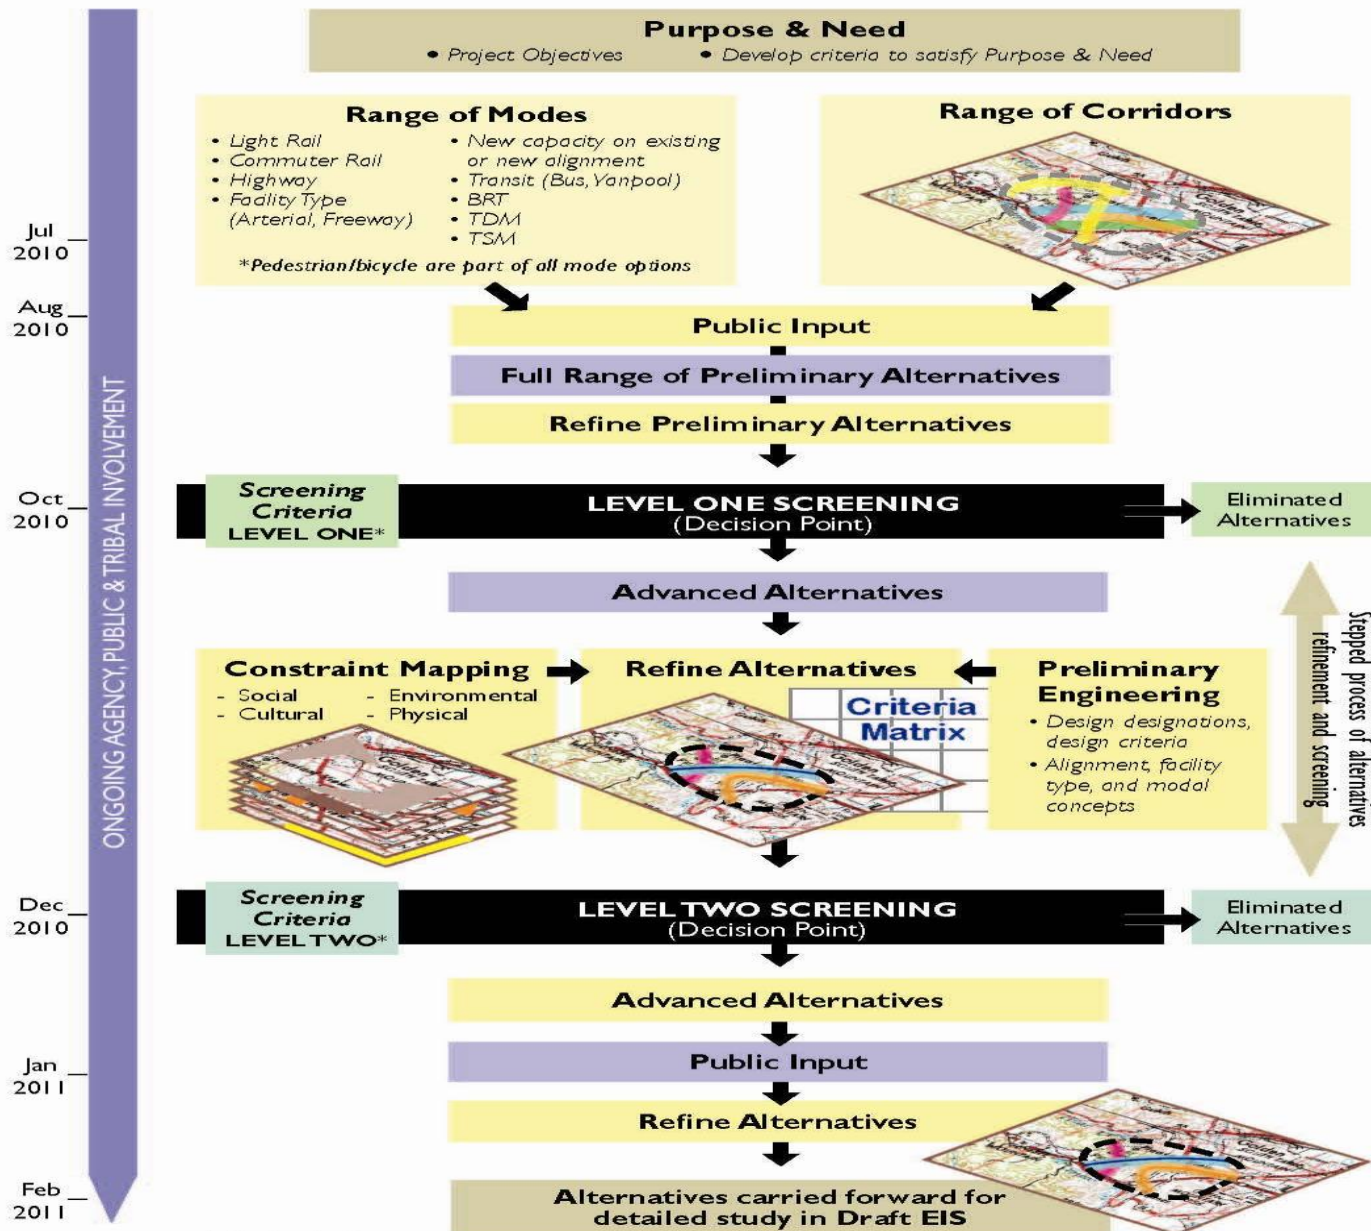 Purpose & Need
• Project Objectives • Develop criteria to satisfy Purpose & Need
Range of Modes
• Light Rail
• Commuter Rail
• Highway
• Facility Type
(Arterial, Freeway)
• New capacity on existing
or new alignment
• Transit (Bus, Vanpool)
• BRT
• TDM
• TSM
*Pedestrian/bicycle are part of all mode options
Range of Corridors
Jul
2010
Aug
2010
Public Input
Full Range of Preliminary Alternatives
Refine Preliminary Alternatives
ONGOING AGENCY, PUBLIC & TRIBAL INVOLVEMENT
Oct
2010
Screening
Criteria
LEVEL ONE*
LEVEL ONE SCREENING
(Decision Point)
Eliminated
Alternatives
Advanced Alternatives
Stepped process of alternatives
refinement and screening
Constraint Mapping
- Social
- Cultural
- Environmental
- Physical
Refine Alternatives
Criteria
Matrix
Preliminary
Engineering
• Design designations,
design criteria
• Alignment, facility
type, and modal
concepts
Dec
2010
Screening
Criteria
LEVEL TWO*
LEVEL TWO SCREENING
(Decision Point)
Eliminated
Alternatives
Advanced Alternatives
Jan
2011
Public Input
Refine Alternatives
Feb
2011
Alternatives carried forward for
detailed study in Draft EIS